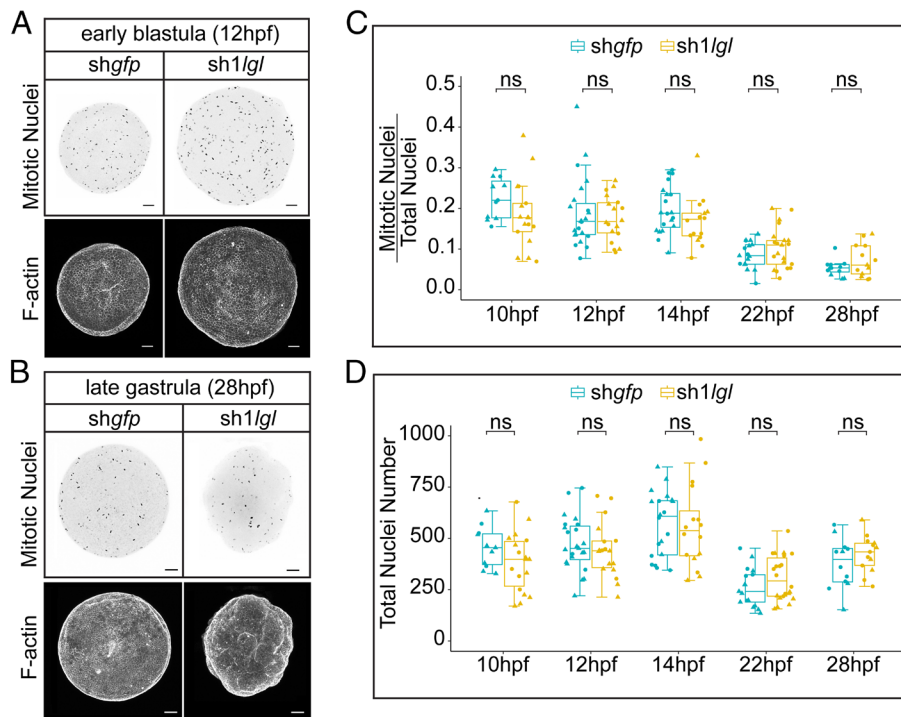 A
early blastula (12hpf)
shgfp sh1lgl
Mitotic Nuclei
F-actin
B
late gastrula (28hpf)
shgfp sh1lgl
Mitotic Nuclei
F-actin
C
shgfp sh1lgl
ns ns ns ns ns
Mitotic Nuclei
Total Nuclei
0.5
0.4
0.3
0.2
0.1
0.0
10hpf 12hpf 14hpf 22hpf 28hpf
D
shgfp sh1lgl
ns ns ns ns ns
Total Nuclei Number
1000
750
500
250
0
10hpf 12hpf 14hpf 22hpf 28hpf